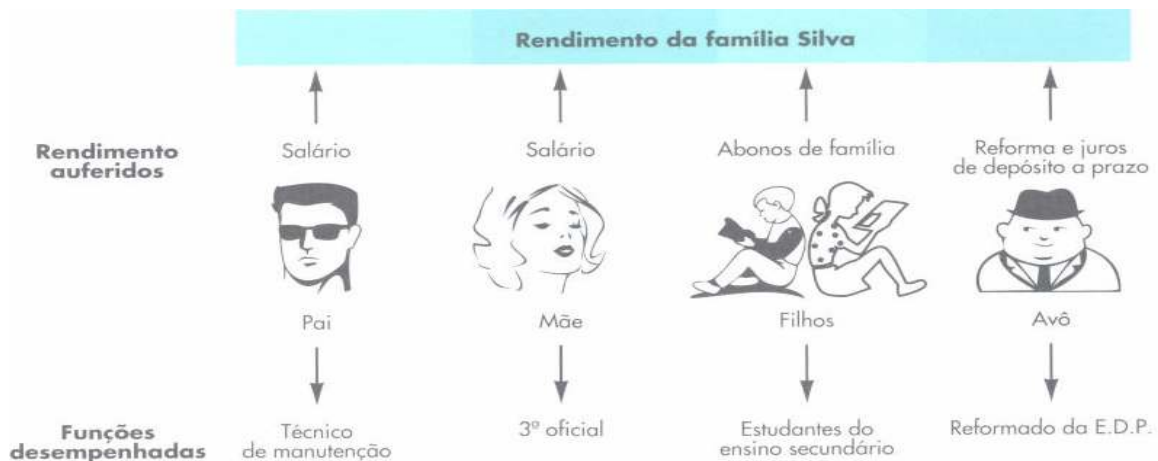 Rendimento da família Silva
Rendimento
auferidos
Salário
Salário
Abonos de família
Reforma e juros
de depósito a prazo
Pai
Mãe
Filhos
Avô
Funções
desempenhadas
Técnico
de manutenção
3º oficial
Estudantes do
ensino secundário
Reformado da E.D.P.